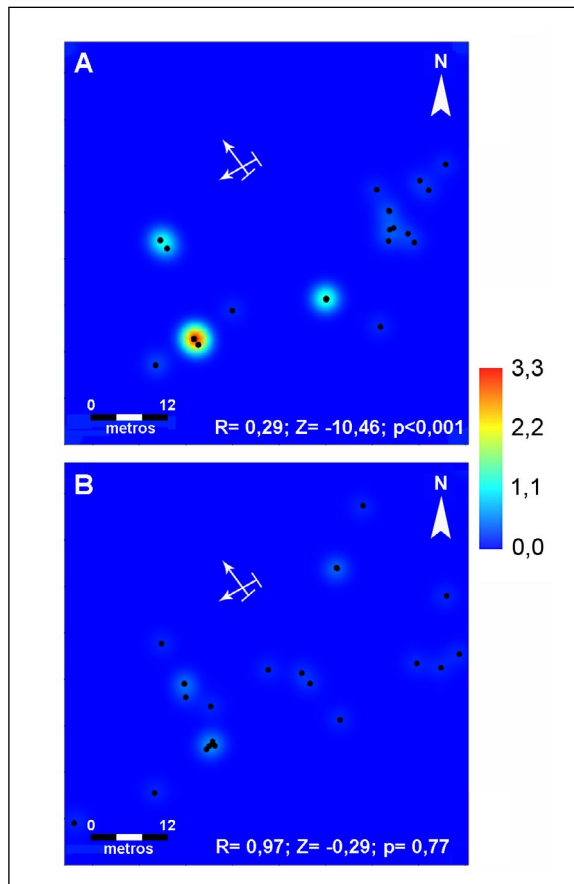 A
N
0 12
metros
R= 0,29; Z= -10,46; p<0,001
3,3
2,2
1,1
0,0
B
N
0 12
metros
R= 0,97; Z= -0,29; p= 0,77